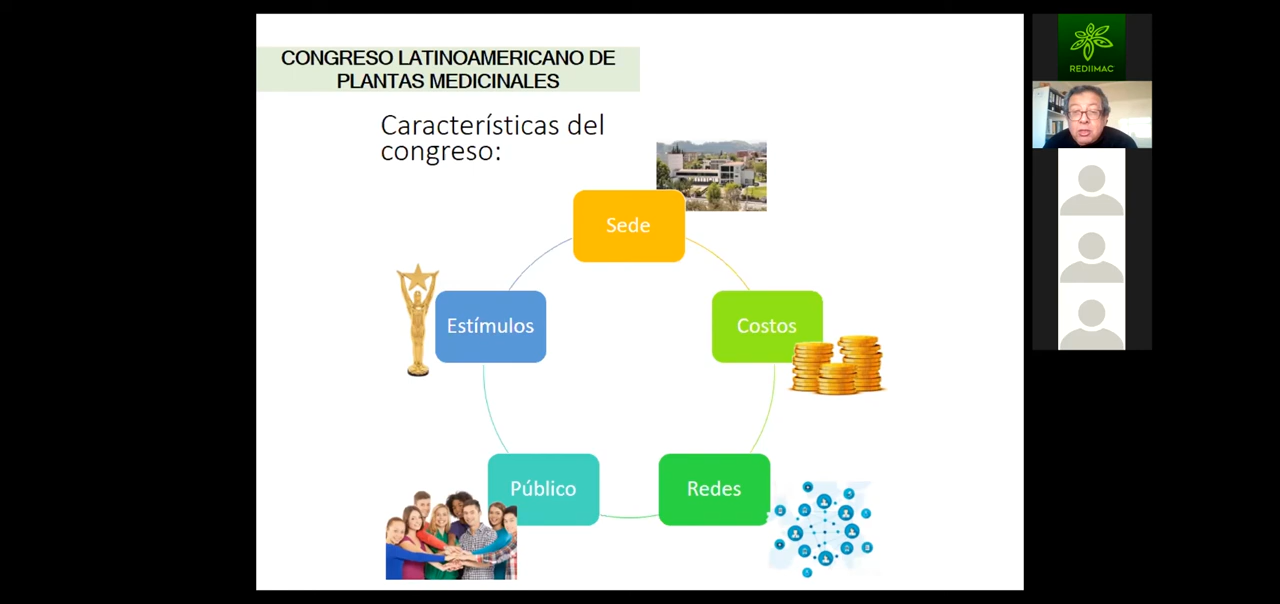 CONGRESO LATINOAMERICANO DE
PLANTAS MEDICINALES
Características del
congreso:
Sede
Estímulos
Costos
Público
Redes
REDIIMAC